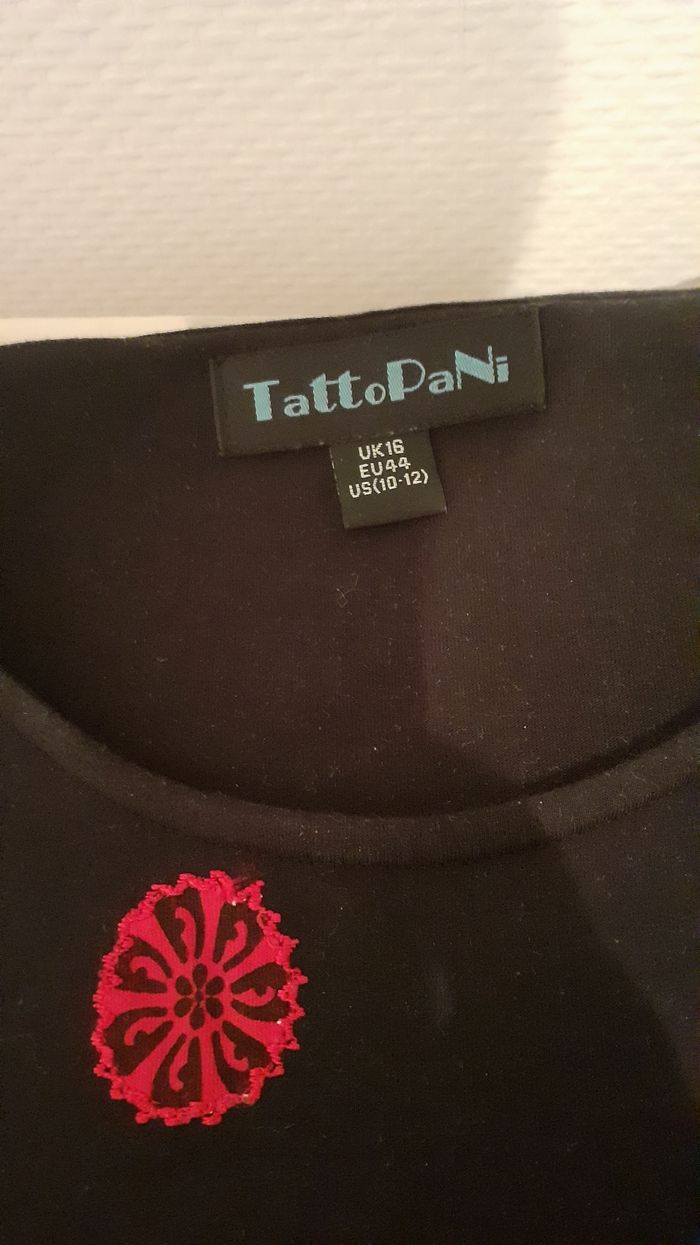 TattoPaNi
UK16
EU44
US(10-12)